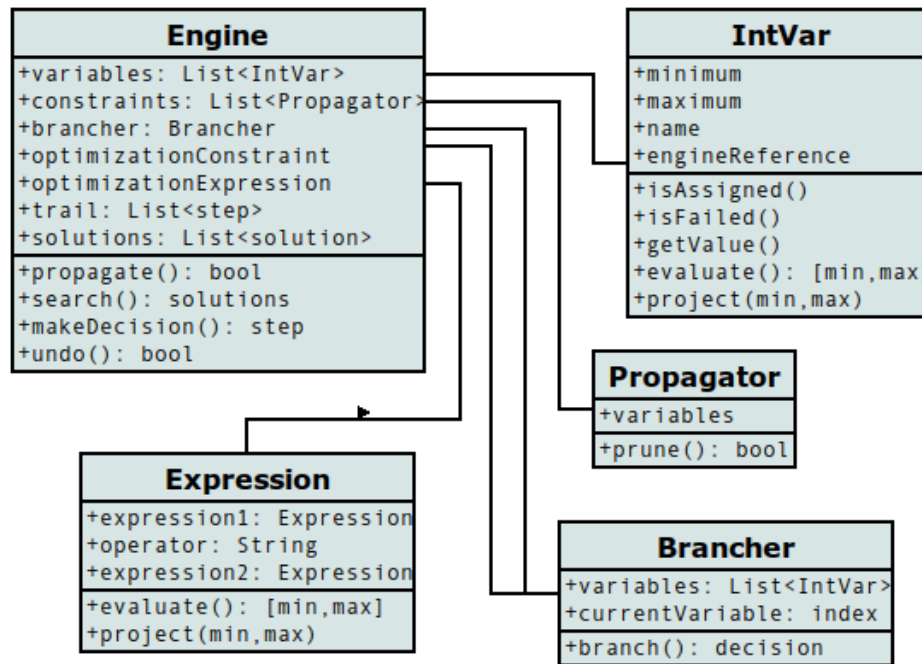 Engine
+variables: List<IntVar>
+constraints: List<Propagator>
+brancher: Brancher
+optimizationConstraint
+optimizationExpression
+trail: List<step>
+solutions: List<solution>
+propagate(): bool
+search(): solutions
+makeDecision(): step
+undo(): bool
IntVar
+minimum
+maximum
+name
+engineReference
+isAssigned()
+isFailed()
+getValue()
+evaluate(): [min,max
+project(min,max)
Propagator
+variables
+prune(): bool
Expression
+expression1: Expression
+operator: String
+expression2: Expression
+evaluate(): [min,max]
+project(min,max)
Brancher
+variables: List<IntVar>
+currentVariable: index
+branch(): decision